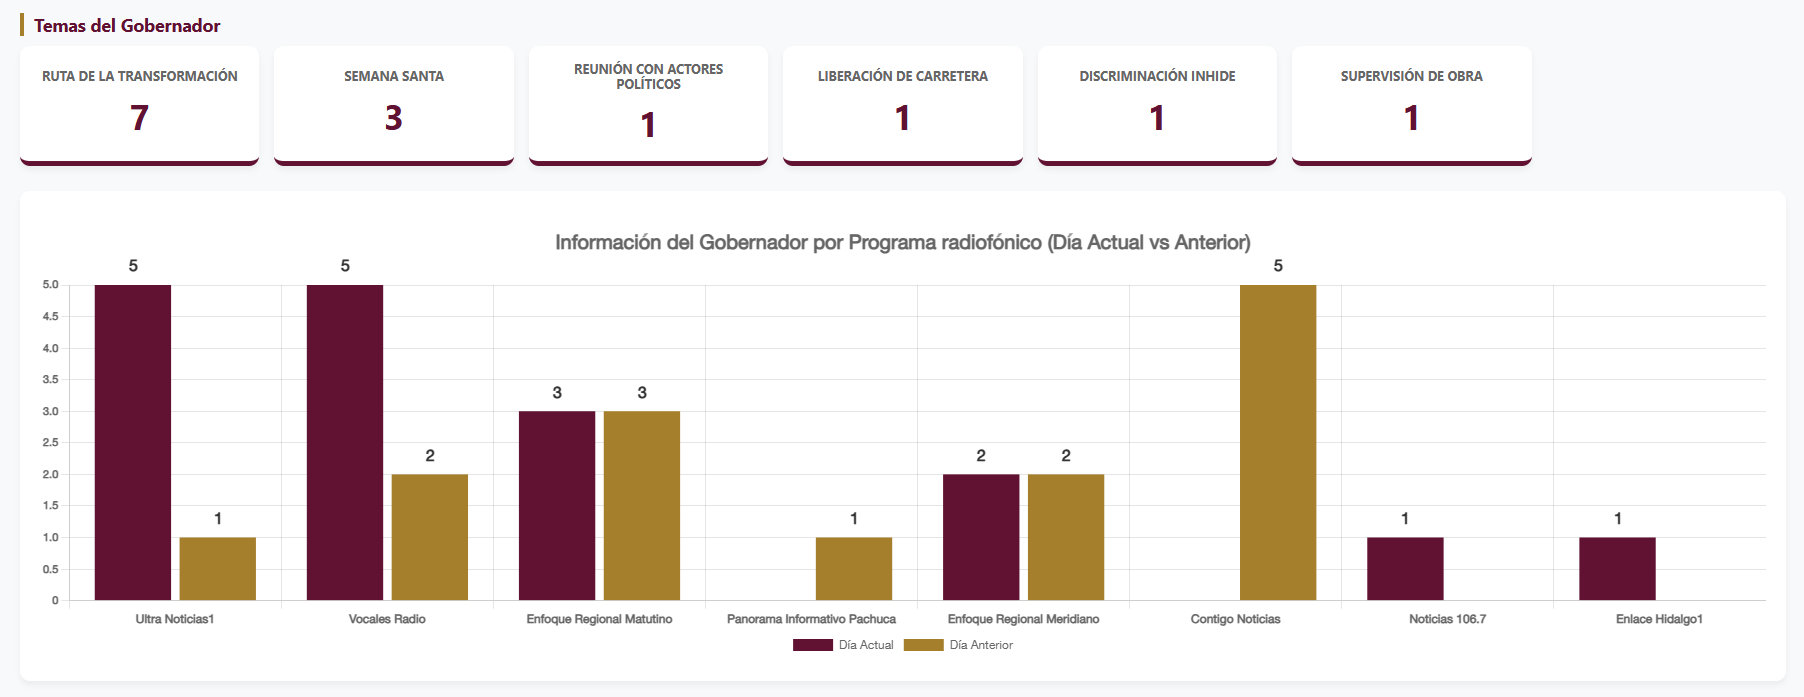 Temas del Gobernador
RUTA DE LA TRANSFORMACIÓN
7
SEMANA SANTA
3
REUNIÓN CON ACTORES
POLÍTICOS
1
LIBERACIÓN DE CARRETERA
1
DISCRIMINACIÓN INHIDE
1
SUPERVISIÓN DE OBRA
1
Información del Gobernador por Programa radiofónico (Día Actual vs Anterior)
5 5 5
5.0
4.5
4.0
3.5
3 3
3.0
2.5
2 2 2
2.0
1.5
1 1 1 1
1.0
0.5
0
Ultra Noticias1 Vocales Radio Enfoque Regional Matutino Panorama Informativo Pachuca Enfoque Regional Meridiano Contigo Noticias Noticias 106.7 Enlace Hidalgo1
Día Actual Día Anterior